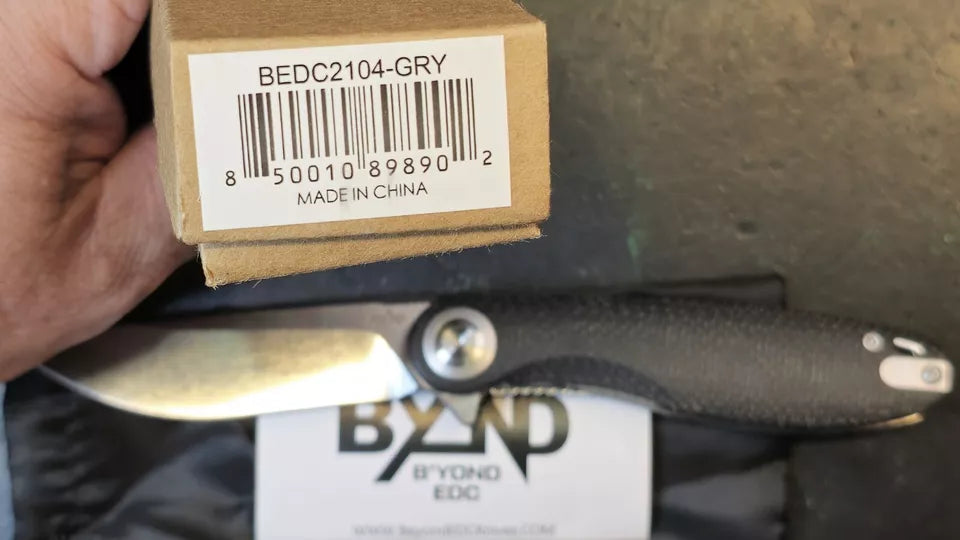 BEDC2104-GRY
8 50010 89890 2
MADE IN CHINA
BYND
B'YOND
EDC